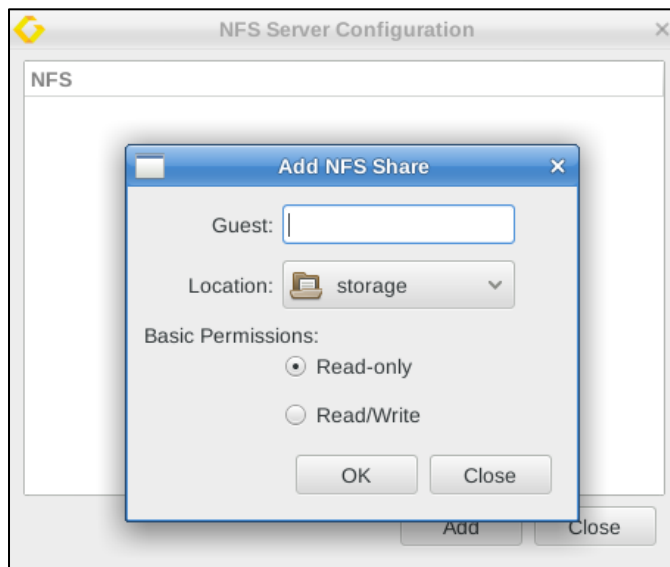 NFS Server Configuration
NFS
Add NFS Share
Guest:
Location: storage
Basic Permissions:
Read-only
Read/Write
OK Close
Add Close